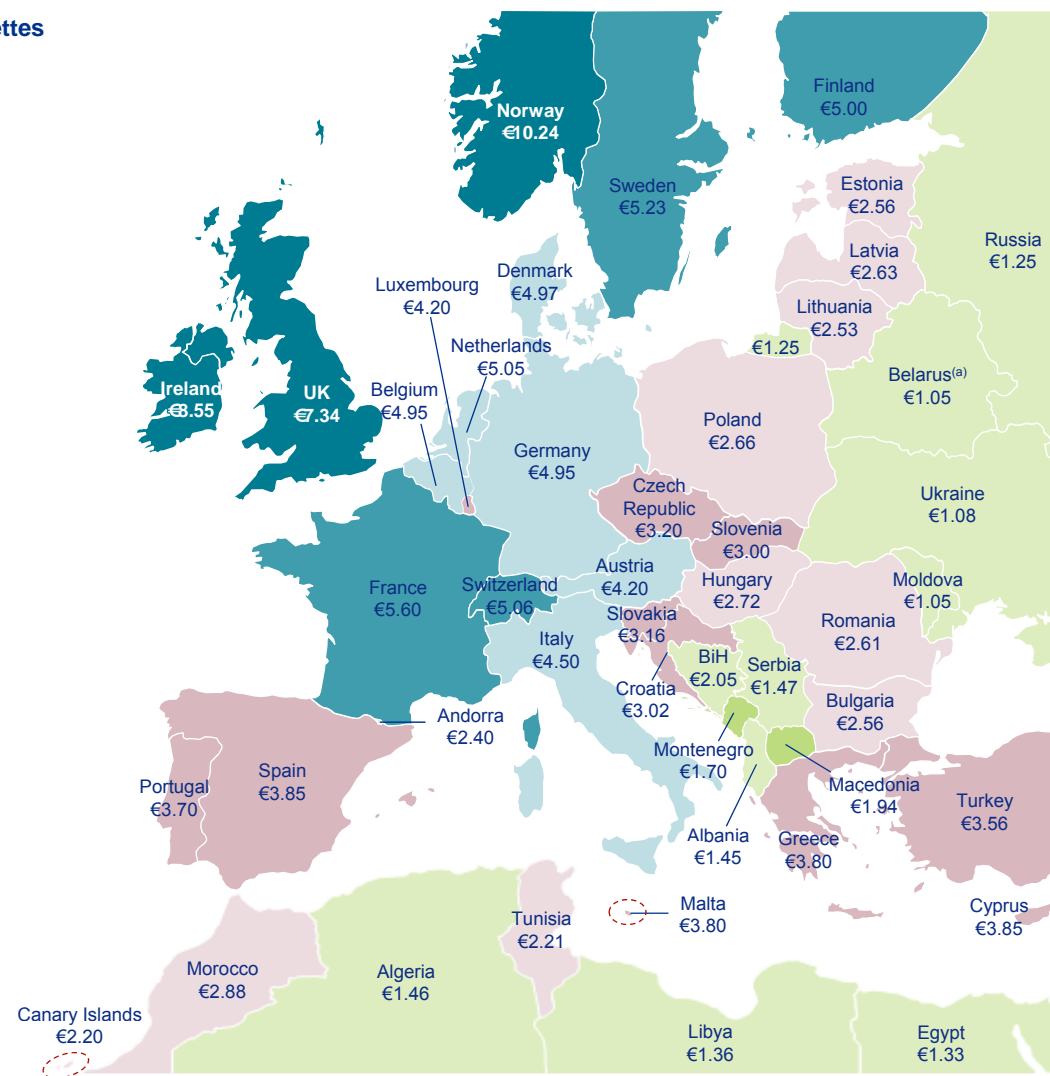 ettes
Norway
€10.24
Finland
€5.00
Sweden
€5.23
Estonia
€2.56
Russia
€1.25
Latvia
€2.63
Luxembourg
€4.20
Denmark
€4.97
Lithuania
€2.53
€1.25
Netherlands
€5.05
Ireland
€8.55
UK
€7.34
Belgium
€4.95
Belarus(a)
€1.05
Poland
€2.66
Germany
€4.95
Czech
Republic
€3.20
Ukraine
€1.08
Slovenia
€3.00
Austria
€4.20
France
€5.60
Switzerland
€5.06
Hungary
€2.72
Moldova
€1.05
Slovakia
€3.16
Romania
€2.61
Italy
€4.50
BiH
€2.05
Serbia
€1.47
Croatia
€3.02
Bulgaria
€2.56
Andorra
€2.40
Montenegro
€1.70
Spain
€3.85
Portugal
€3.70
Macedonia
€1.94
Turkey
€3.56
Albania
€1.45
Greece
€3.80
Malta
€3.80
Cyprus
€3.85
Tunisia
€2.21
Morocco
€2.88
Algeria
€1.46
Canary Islands
€2.20
Libya
€1.36
Egypt
€1.33